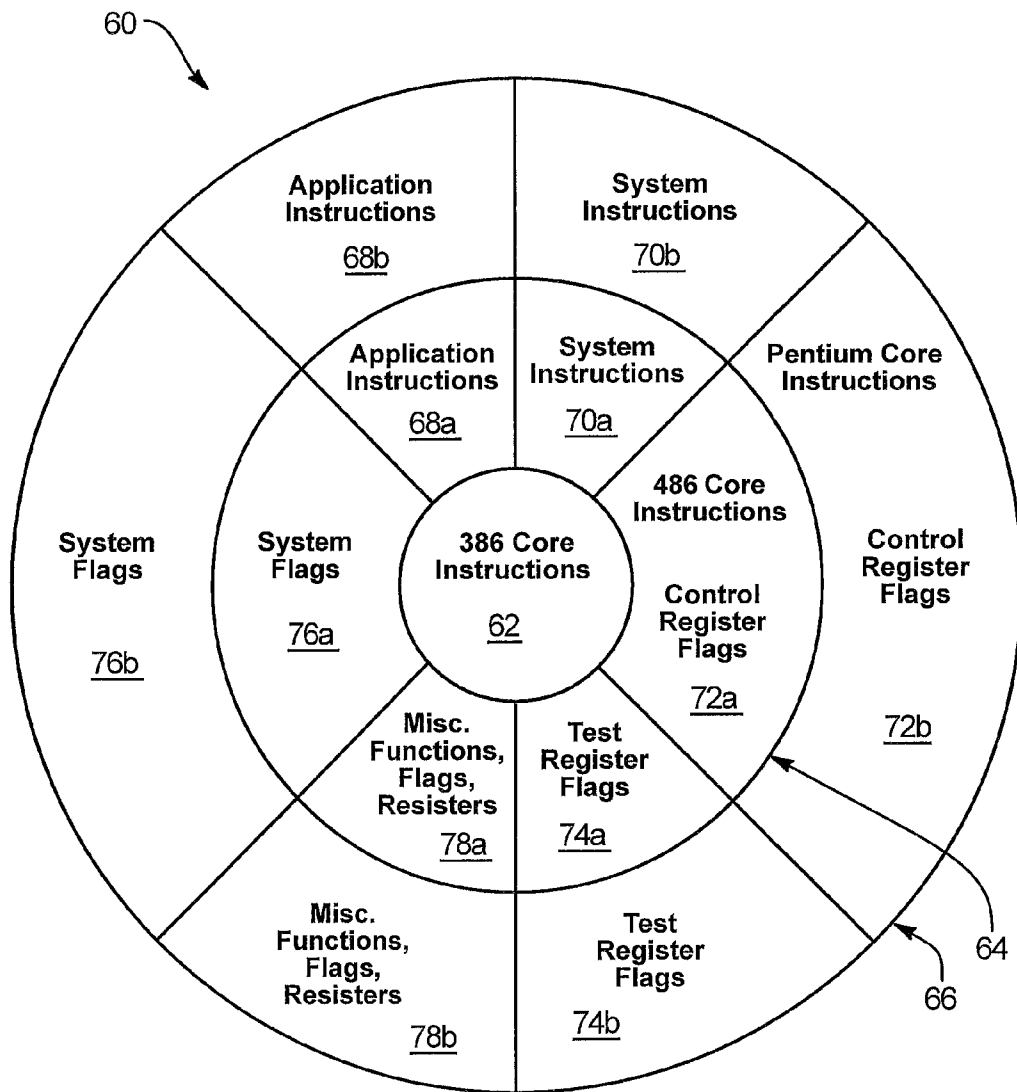 60
Application
Instructions
68b
System
Instructions
70b
Application
Instructions
68a
System
Instructions
70a
Pentium Core
Instructions
486 Core
Instructions
386 Core
Instructions
62
System
Flags
76b
System
Flags
76a
Control
Register
Flags
72a
Control
Register
Flags
72b
Misc.
Functions,
Flags,
Resisters
78a
Test
Register
Flags
74a
Misc.
Functions,
Flags,
Resisters
78b
Test
Register
Flags
74b
64
66